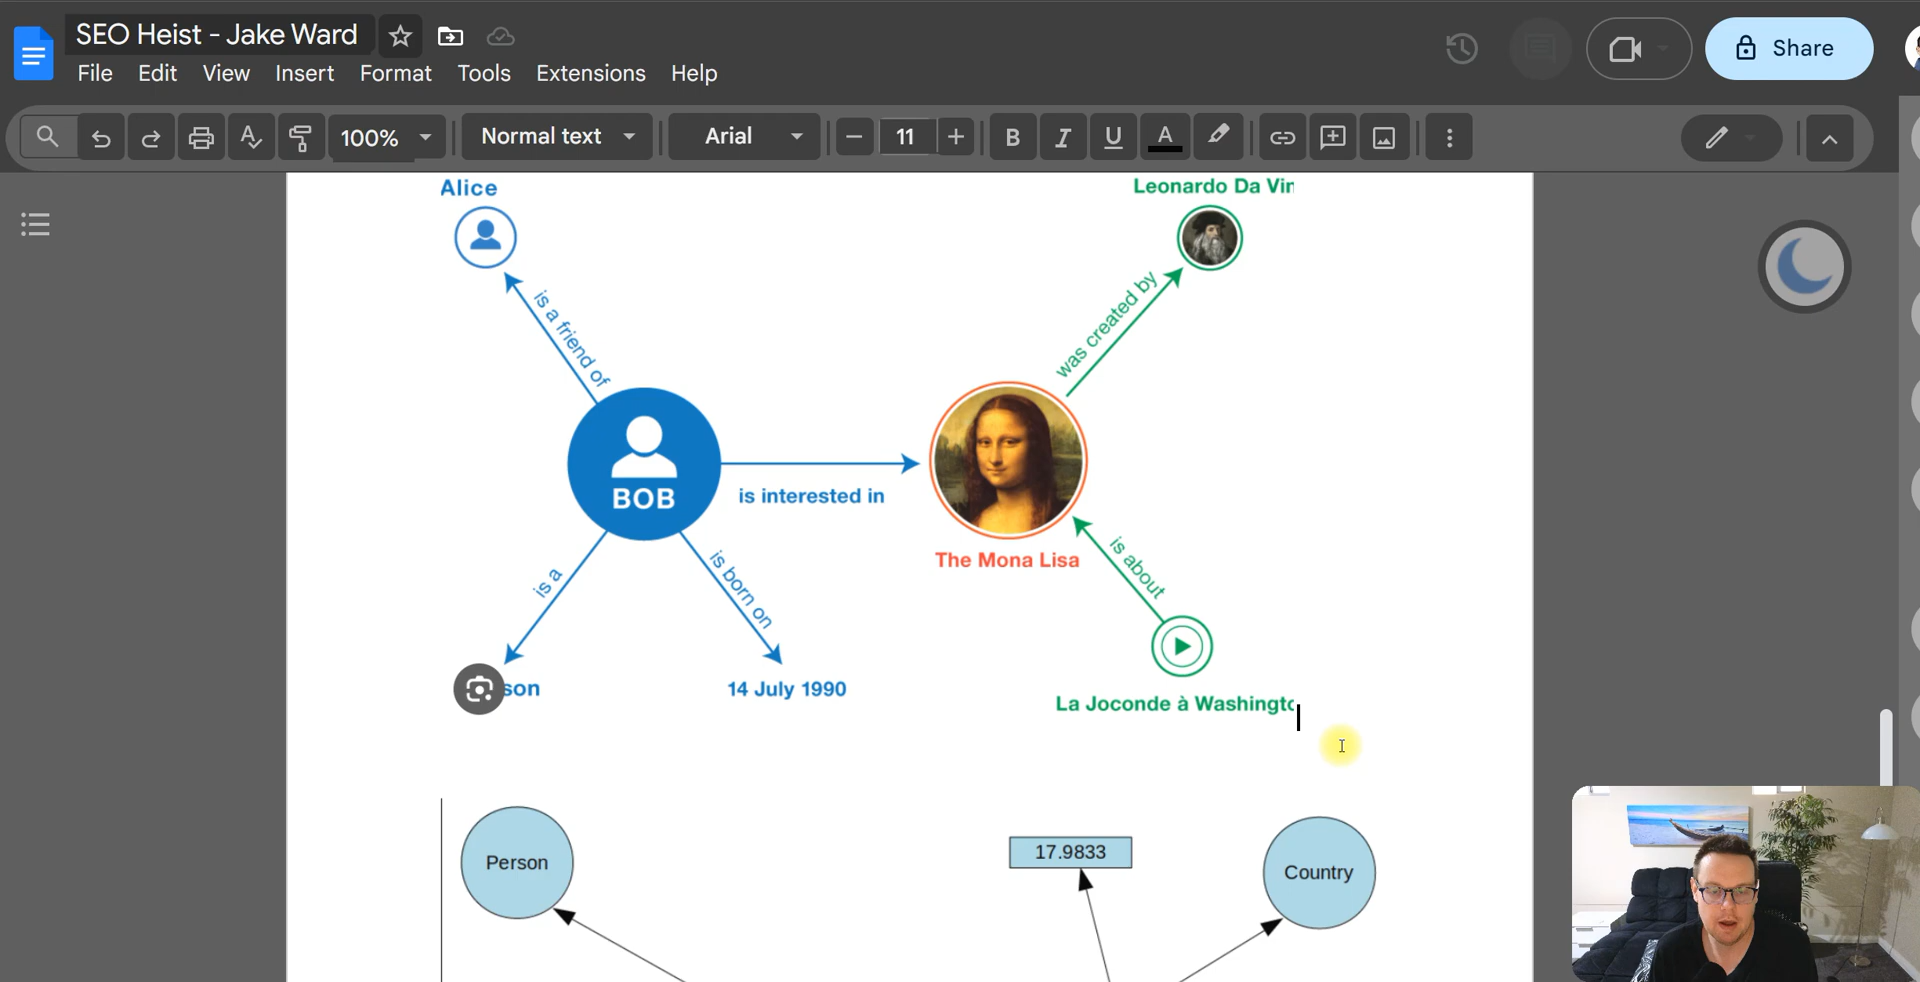 SEO Heist - Jake Ward
File Edit View Insert Format Tools Extensions Help
Share
100% Normal text Arial 11 B I U A
Alice
Leonardo Da Vin
is a friend of
was created by
BOB
is interested in
The Mona Lisa
is a
is born on
is about
son
14 July 1990
La Joconde à Washingto
Person
17.9833
Country